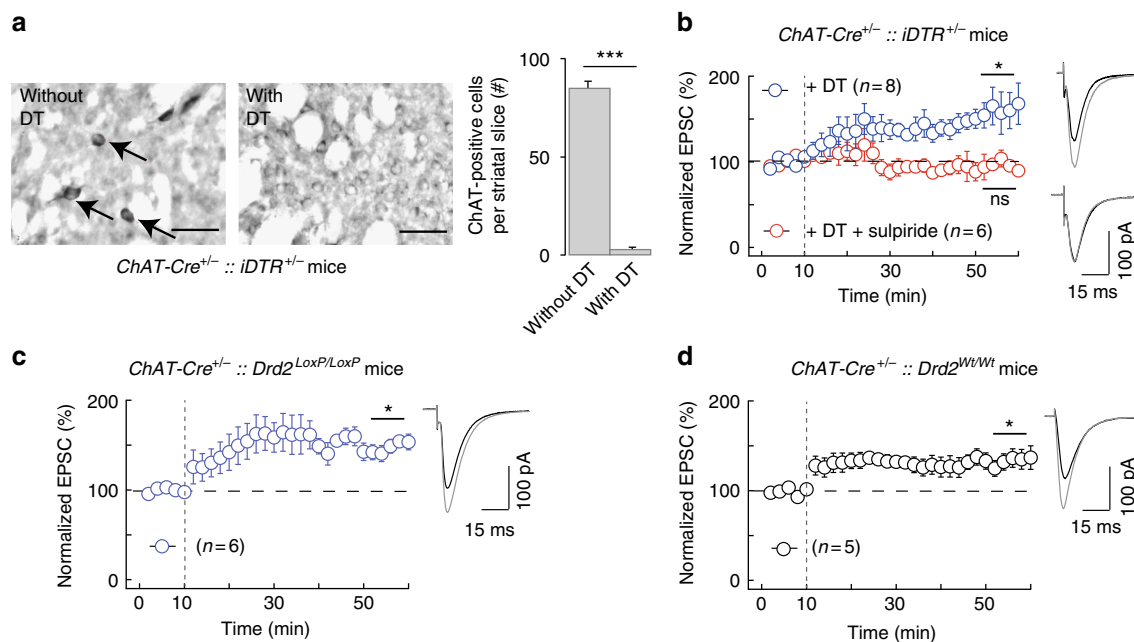 a
Without
DT
With
DT
ChAT-Cre+/– :: iDTR+/– mice
ChAT-positive cells
per striatal slice (#)
100
50
0
***
Without DT
With DT
b
ChAT-Cre+/– :: iDTR+/– mice
Normalized EPSC (%)
200
150
100
0
+ DT (n=8)
*
ns
+ DT + sulpiride (n=6)
0
10
30
50
Time (min)
100 pA
15 ms
c
ChAT-Cre+/– :: Drd2LoxP/LoxP mice
Normalized EPSC (%)
200
150
100
0
*
(n=6)
0
10
30
50
Time (min)
100 pA
15 ms
d
ChAT-Cre+/– :: Drd2Wt/Wt mice
Normalized EPSC (%)
200
150
100
0
*
(n=5)
0
10
30
50
Time (min)
100 pA
15 ms